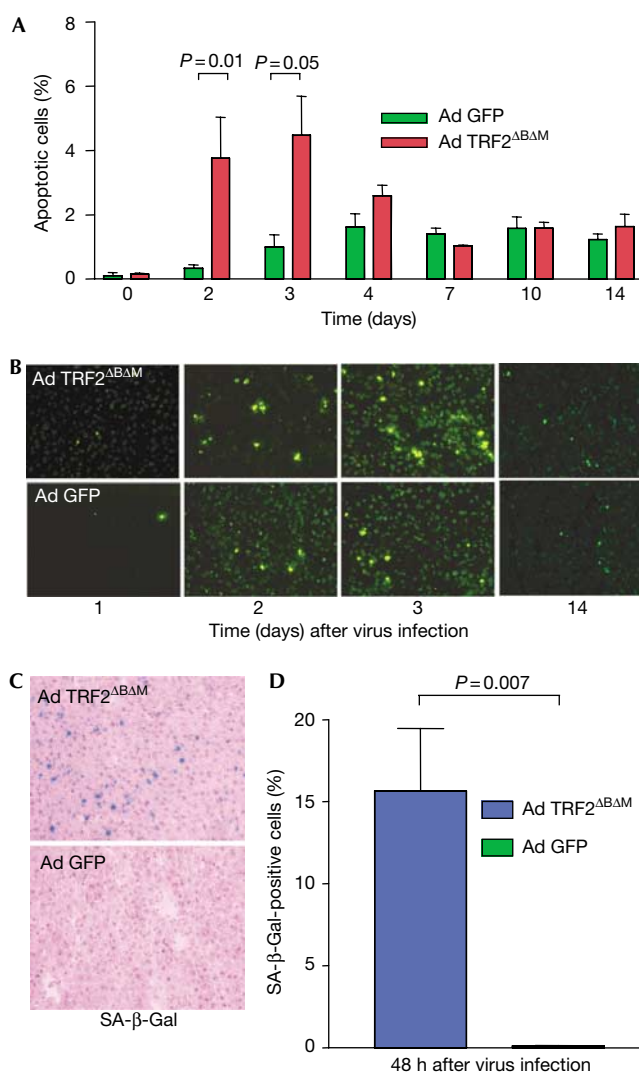 A
8
6
4
2
0
Apoptotic cells (%)
P = 0.01
P = 0.05
Ad GFP
Ad TRF2ΔBΔM
0 2 3 4 7 10 14
Time (days)
B
Ad TRF2ΔBΔM
Ad GFP
1 2 3 14
Time (days) after virus infection
C
Ad TRF2ΔBΔM
Ad GFP
SA-β-Gal
D
P = 0.007
20
15
10
5
0
SA-β-Gal-positive cells (%)
Ad TRF2ΔBΔM
Ad GFP
48 h after virus infection